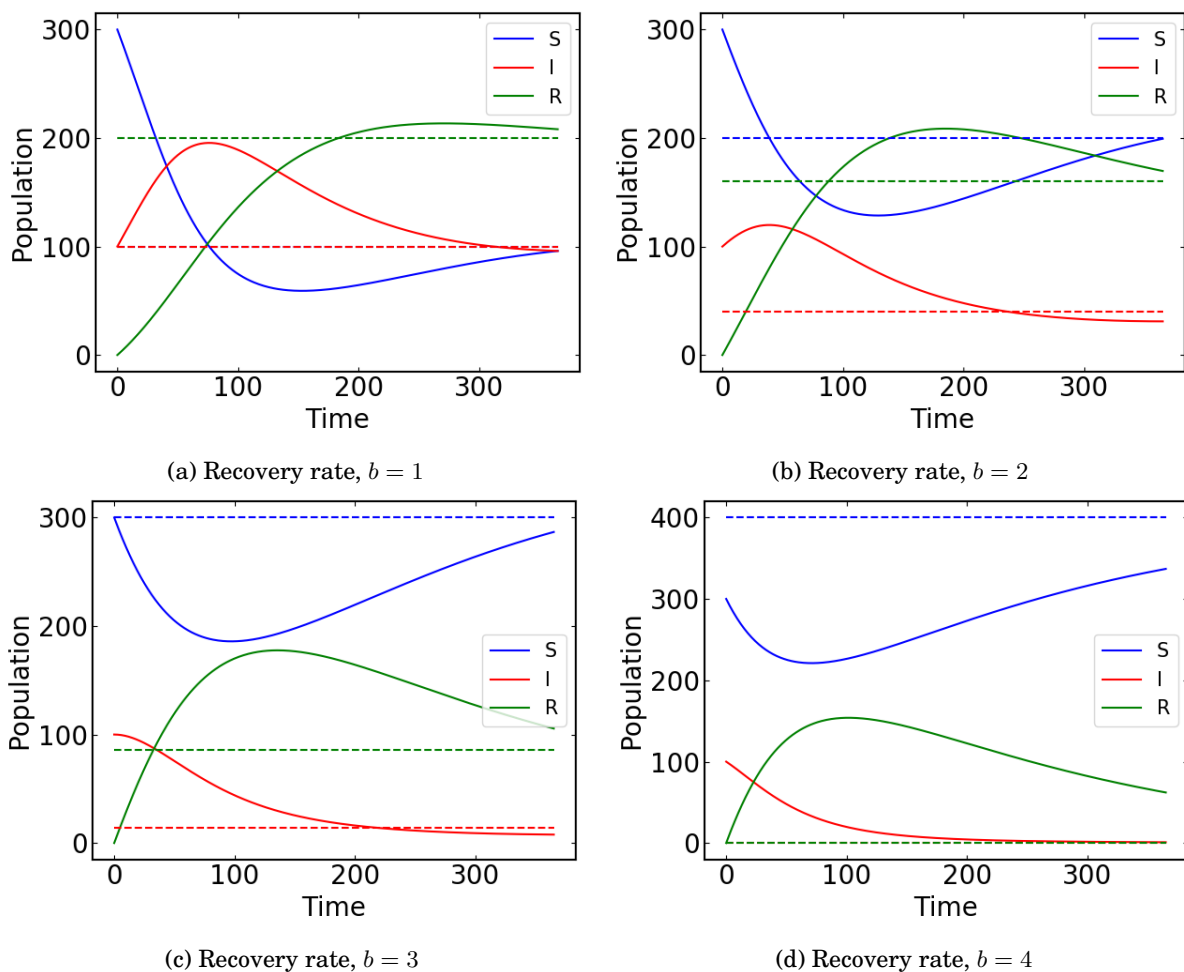 300
200
100
0
Population
S
I
R
0 100 200 300
Time
(a) Recovery rate, b = 1
300
200
100
0
Population
S
I
R
0 100 200 300
Time
(b) Recovery rate, b = 2
300
200
100
0
Population
S
I
R
0 100 200 300
Time
(c) Recovery rate, b = 3
400
300
200
100
0
Population
S
I
R
0 100 200 300
Time
(d) Recovery rate, b = 4